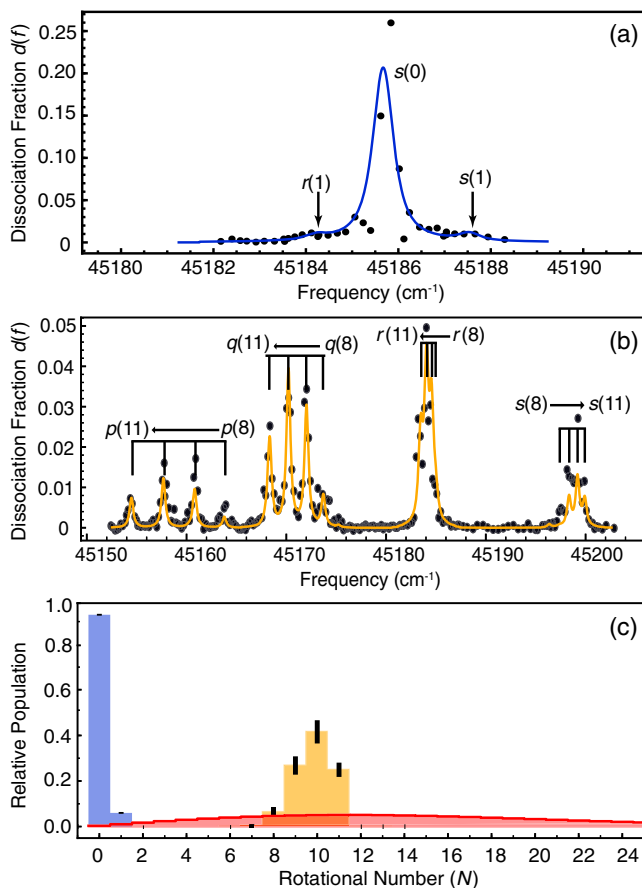 (a)
Dissociation Fraction d(f)
0.25
0.20
0.15
0.10
0.05
0
s(0)
r(1)
s(1)
45180 45182 45184 45186 45188 45190
Frequency (cm-1)
(b)
Dissociation Fraction d(f)
0.05
0.04
0.03
0.02
0.01
0
q(11) q(8)
r(11) r(8)
p(11) p(8)
s(8) s(11)
45150 45160 45170 45180 45190 45200
Frequency (cm-1)
(c)
Relative Population
1.0
0.8
0.6
0.4
0.2
0.0
0 2 4 6 8 10 12 14 16 18 20 22 24
Rotational Number (N)